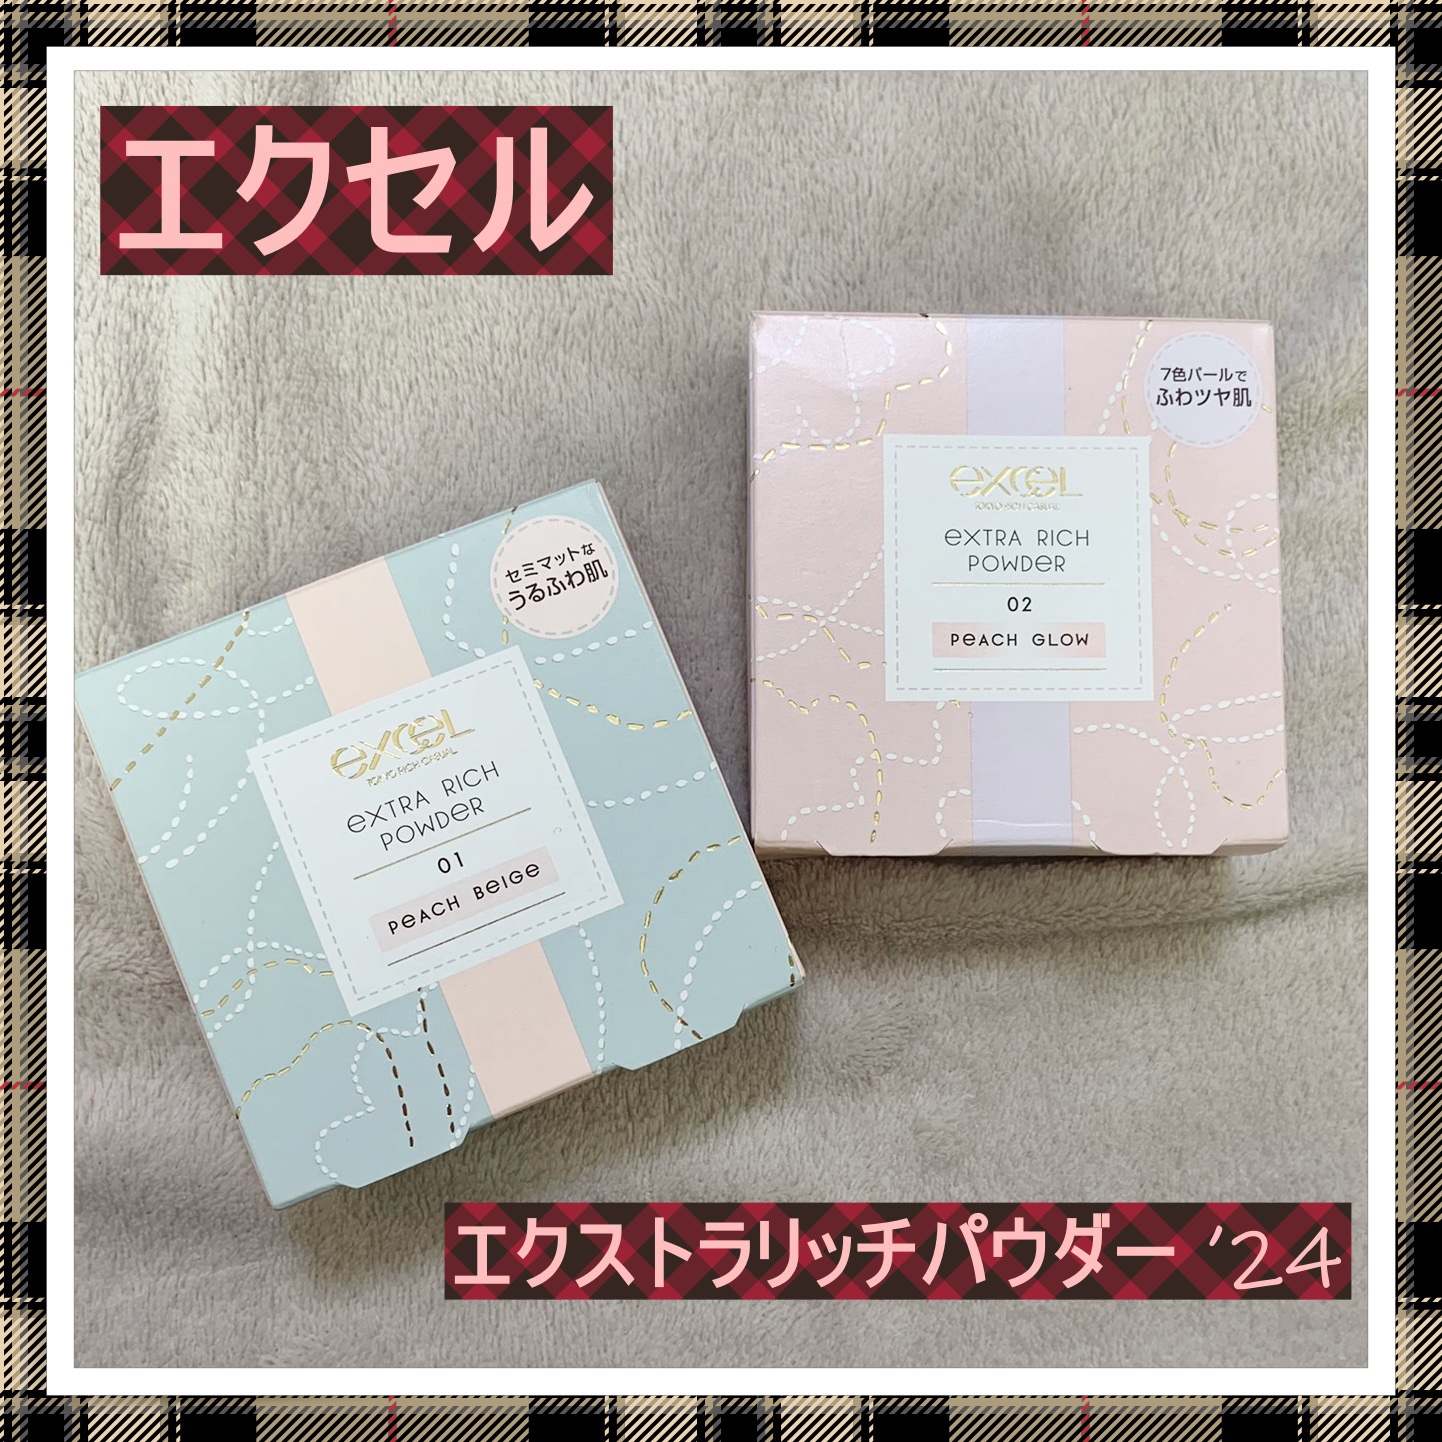 エクセル
7色パールで
ふわツヤ肌
excel
TOKYO RICH CASUAL
EXTRA RICH
POWDER
02
PEACH GLOW
セミマットな
うるふわ肌
excel
TOKYO RICH CASUAL
EXTRA RICH
POWDER
01
PEACH BEIGE
エクストラリッチパウダー '24